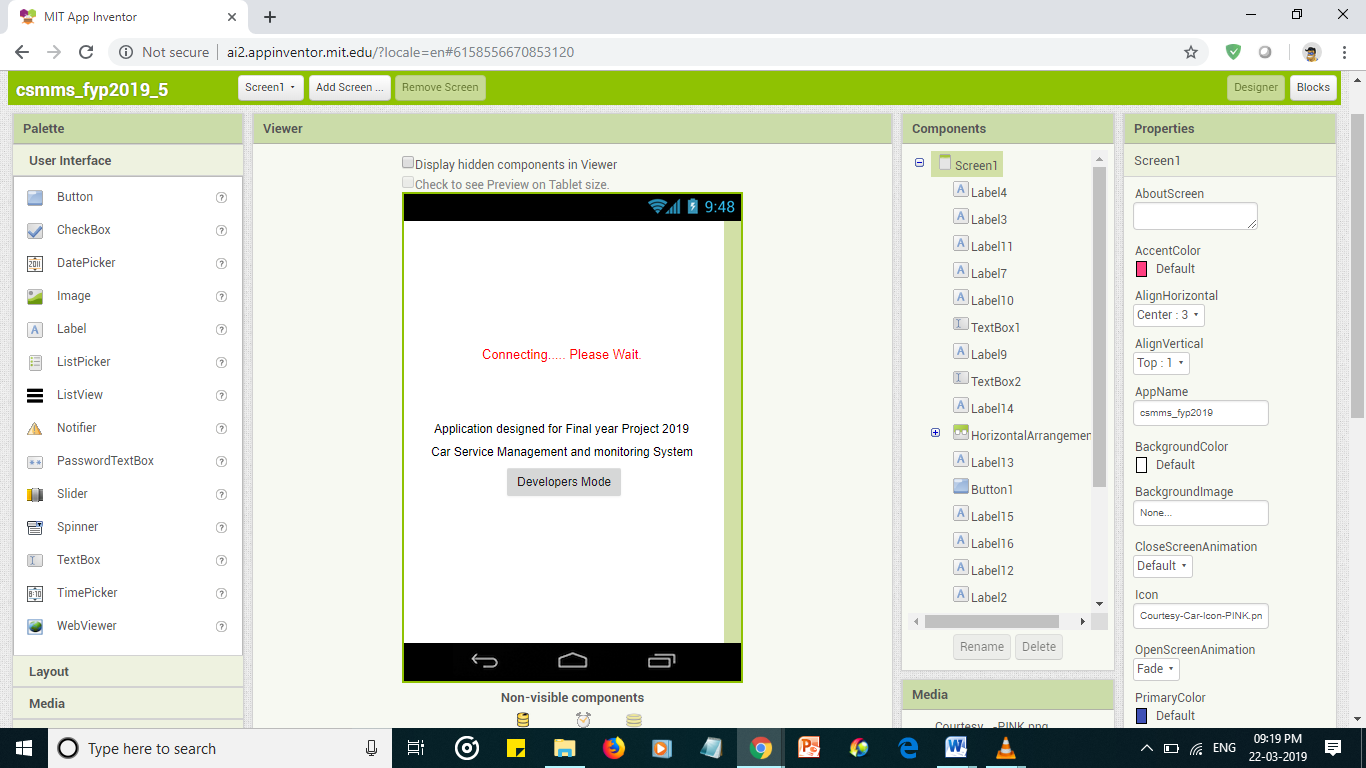 MIT App Inventor
Not secure
ai2.appinventor.mit.edu/?locale=en#6158556670853120
csmms_fyp2019_5
Screen1
Add Screen ...
Remove Screen
Designer
Blocks
Palette
User Interface
Button
CheckBox
DatePicker
Image
Label
ListPicker
ListView
Notifier
PasswordTextBox
Slider
Spinner
TextBox
TimePicker
WebViewer
Layout
Media
Viewer
Display hidden components in Viewer
Check to see Preview on Tablet size.
9:48
Connecting..... Please Wait.
Application designed for Final year Project 2019
Car Service Management and monitoring System
Developers Mode
Non-visible components
Components
Screen1
Label4
Label3
Label11
Label7
Label10
TextBox1
Label9
TextBox2
Label14
HorizontalArrangemen
Label13
Button1
Label15
Label16
Label12
Label2
Rename
Delete
Media
Courtesy...-PINK.png
Properties
Screen1
AboutScreen
AccentColor
Default
AlignHorizontal
Center : 3
AlignVertical
Top : 1
AppName
csmms_fyp2019
BackgroundColor
Default
BackgroundImage
None...
CloseScreenAnimation
Default
Icon
Courtesy-Car-Icon-PINK.pn
OpenScreenAnimation
Fade
PrimaryColor
Default
Type here to search
ENG
09:19 PM
22-03-2019